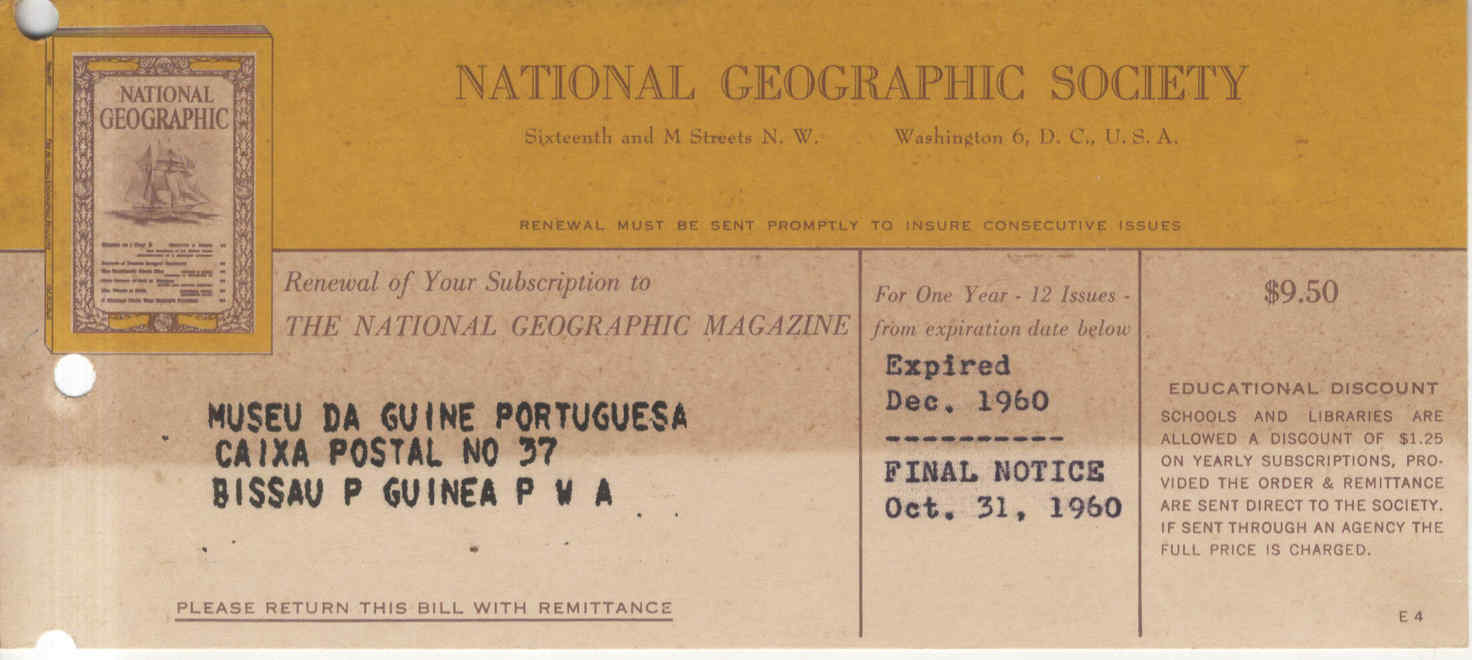 NATIONAL
GEOGRAPHIC
NATIONAL GEOGRAPHIC SOCIETY
Sixteenth and M Streets N. W. Washington 6, D. C., U. S. A.
RENEWAL MUST BE SENT PROMPTLY TO INSURE CONSECUTIVE ISSUES
Renewal of Your Subscription to
THE NATIONAL GEOGRAPHIC MAGAZINE
MUSEU DA GUINE PORTUGUESA
CAIXA POSTAL NO 37
BISSAU P GUINEA P W A
PLEASE RETURN THIS BILL WITH REMITTANCE
For One Year - 12 Issues -
from expiration date below
Expired
Dec. 1960
----------
FINAL NOTICE
Oct. 31, 1960
$9.50
EDUCATIONAL DISCOUNT
SCHOOLS AND LIBRARIES ARE
ALLOWED A DISCOUNT OF $1.25
ON YEARLY SUBSCRIPTIONS, PRO-
VIDED THE ORDER & REMITTANCE
ARE SENT DIRECT TO THE SOCIETY.
IF SENT THROUGH AN AGENCY THE
FULL PRICE IS CHARGED.
E 4